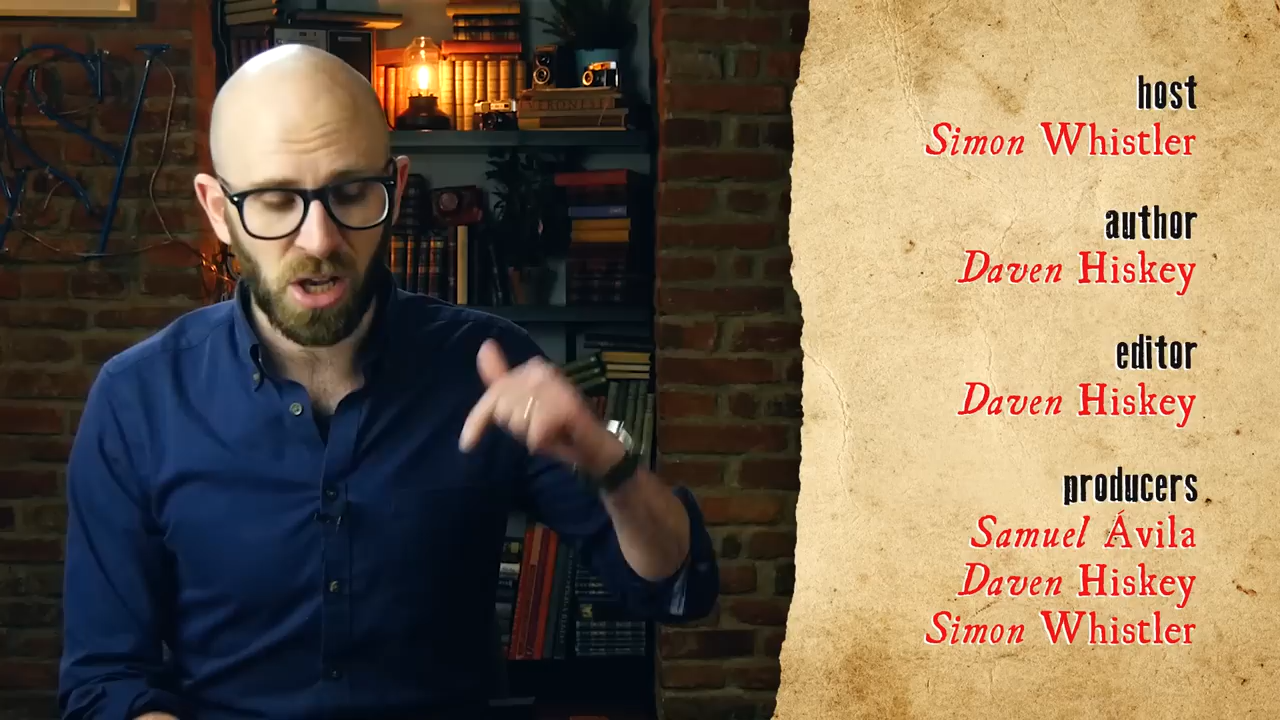 host
Simon Whistler
author
Daven Hiskey
editor
Daven Hiskey
producers
Samuel Ávila
Daven Hiskey
Simon Whistler